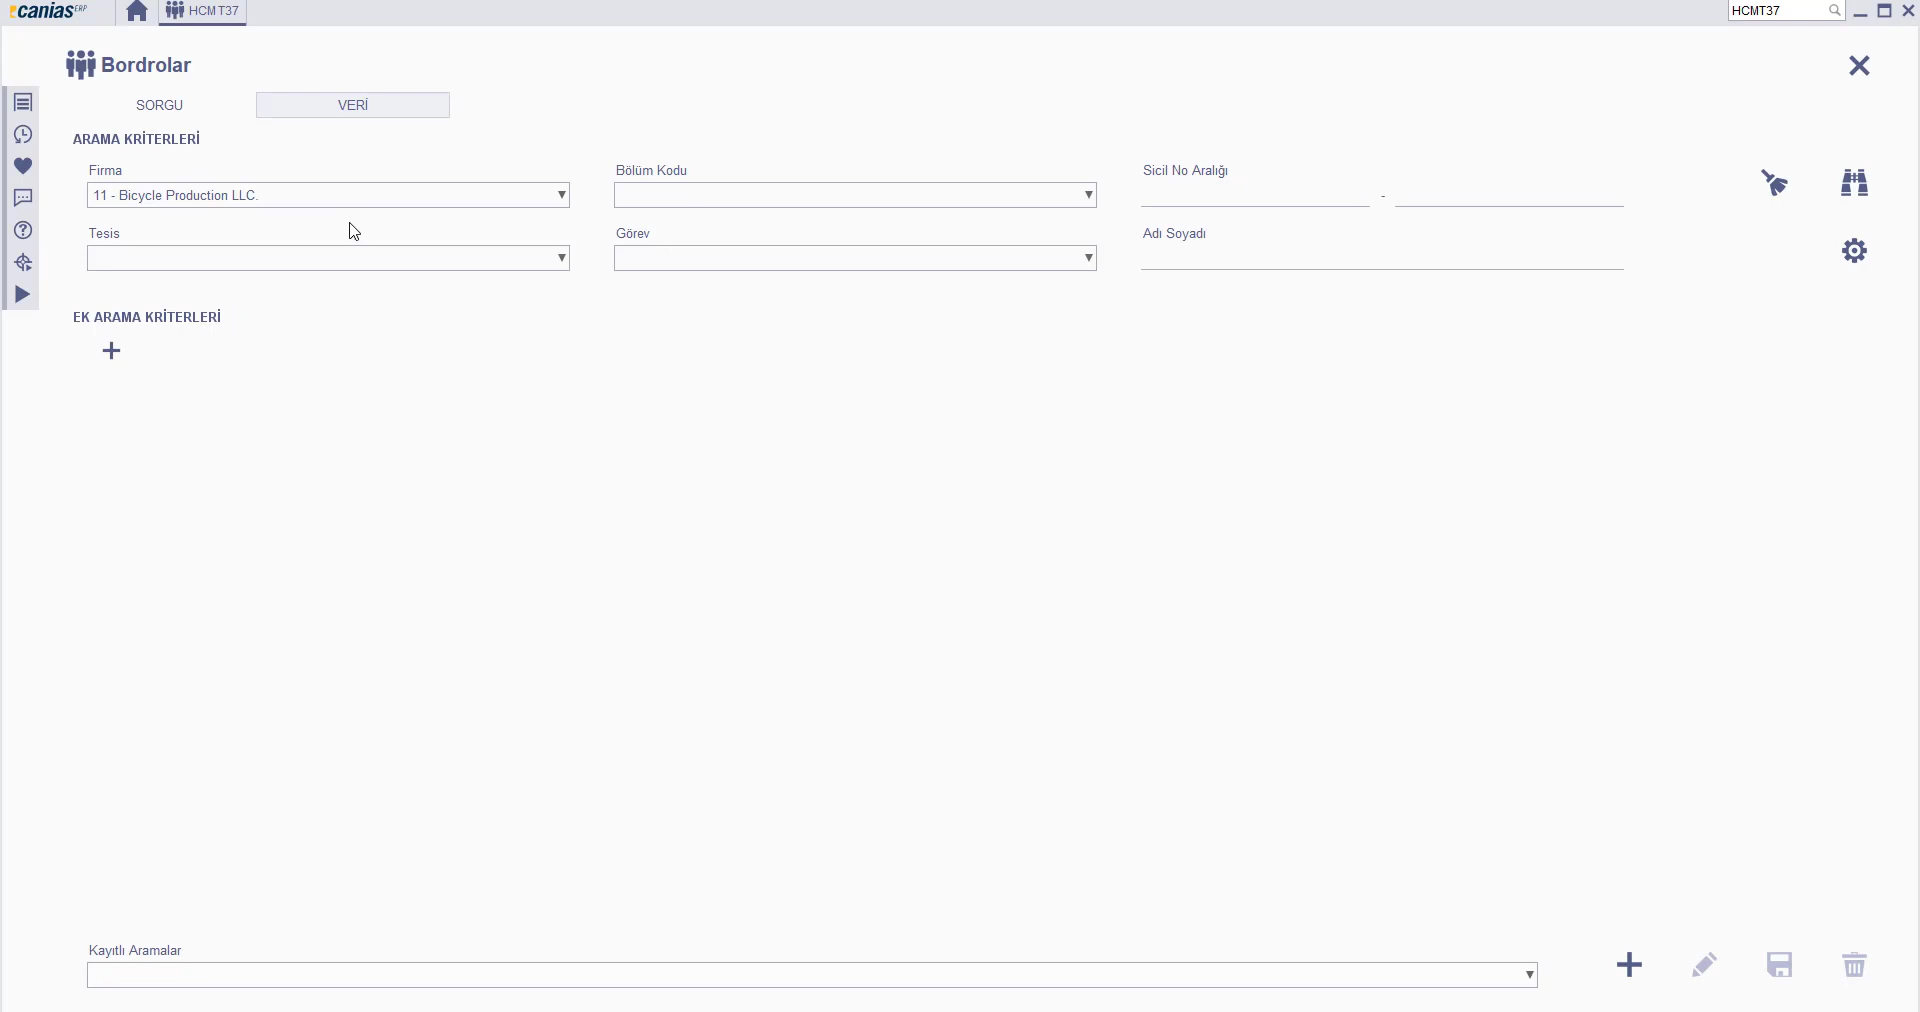 canias ERP
HCMT37
HCMT37
Bordrolar
SORGU
VERİ
ARAMA KRİTERLERİ
Firma
Bölüm Kodu
Sicil No Aralığı
11 - Bicycle Production LLC.
-
Tesis
Görev
Adı Soyadı
EK ARAMA KRİTERLERİ
Kayıtlı Aramalar